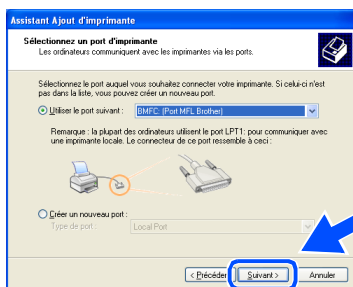 Assistant Ajout d'imprimante
Sélectionnez un port d'imprimante
Les ordinateurs communiquent avec les imprimantes via les ports.
Sélectionnez le port auquel vous souhaitez connecter votre imprimante. Si celui-ci n'est
pas dans la liste, vous pouvez créer un nouveau port.
Utiliser le port suivant :
BMFC: (Port MFL Brother)
Remarque : la plupart des ordinateurs utilisent le port LPT1: pour communiquer avec
une imprimante locale. Le connecteur de ce port ressemble à ceci :
Créer un nouveau port :
Type de port :
Local Port
< Précéden
Suivant >
Annuler